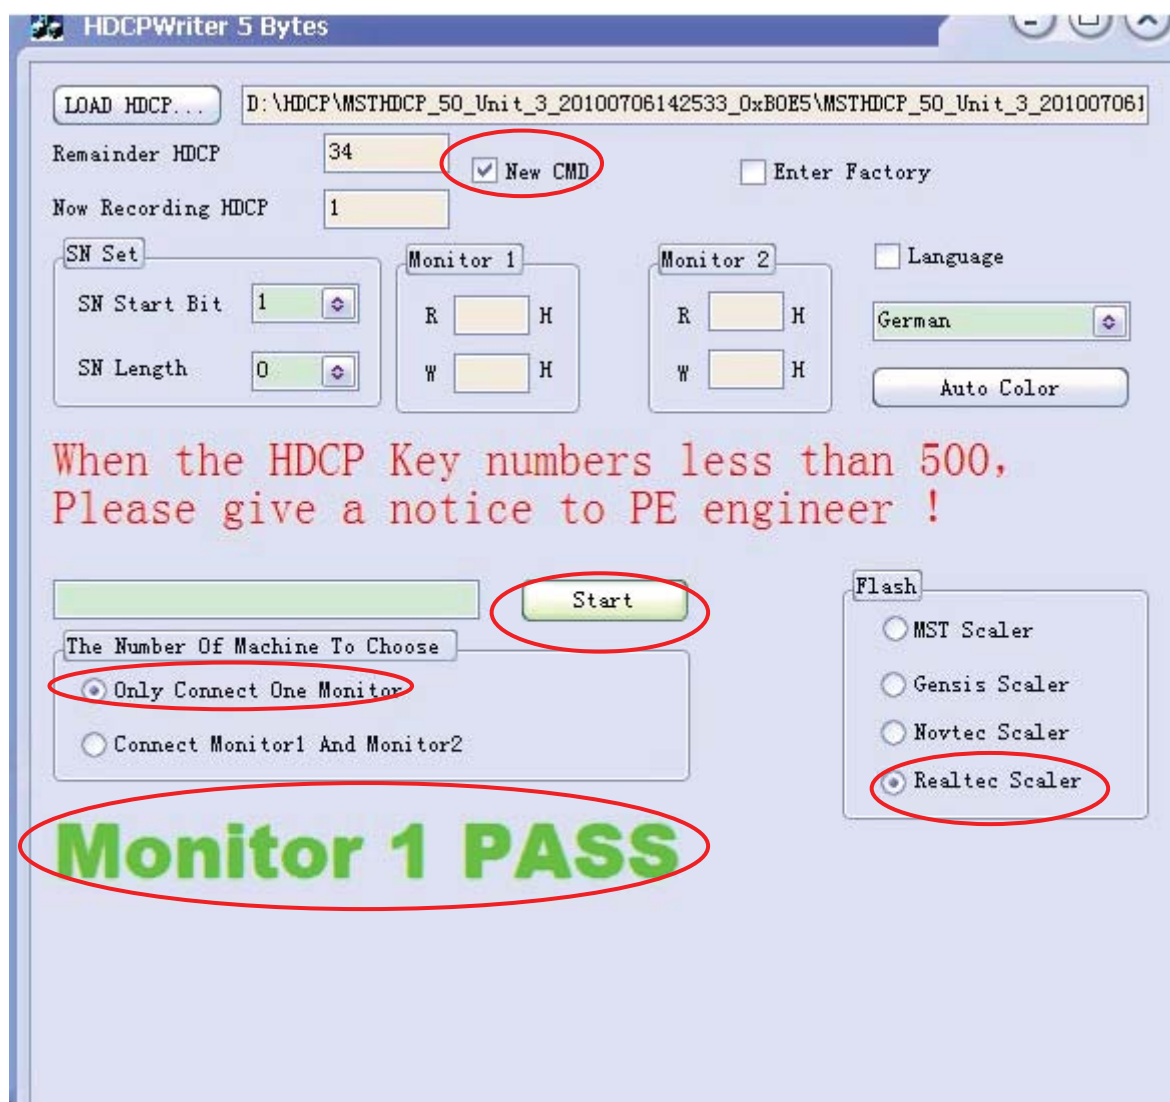 HDCPWriter 5 Bytes
LOAD HDCP... D:\HDCP\MSTHDCP_50_Unit_3_20100706142533_0xB0E5\MSTHDCP_50_Unit_3_201007061
Remainder HDCP 34 New CMD Enter Factory
Now Recording HDCP 1
SN Set Monitor 1 Monitor 2 Language
SN Start Bit 1 R H R H German
SN Length 0 W H W H Auto Color
When the HDCP Key numbers less than 500,
Please give a notice to PE engineer !
Start Flash
The Number Of Machine To Choose MST Scaler
Only Connect One Monitor Gensis Scaler
Connect Monitor1 And Monitor2 Novtec Scaler
Realtec Scaler
Monitor 1 PASS